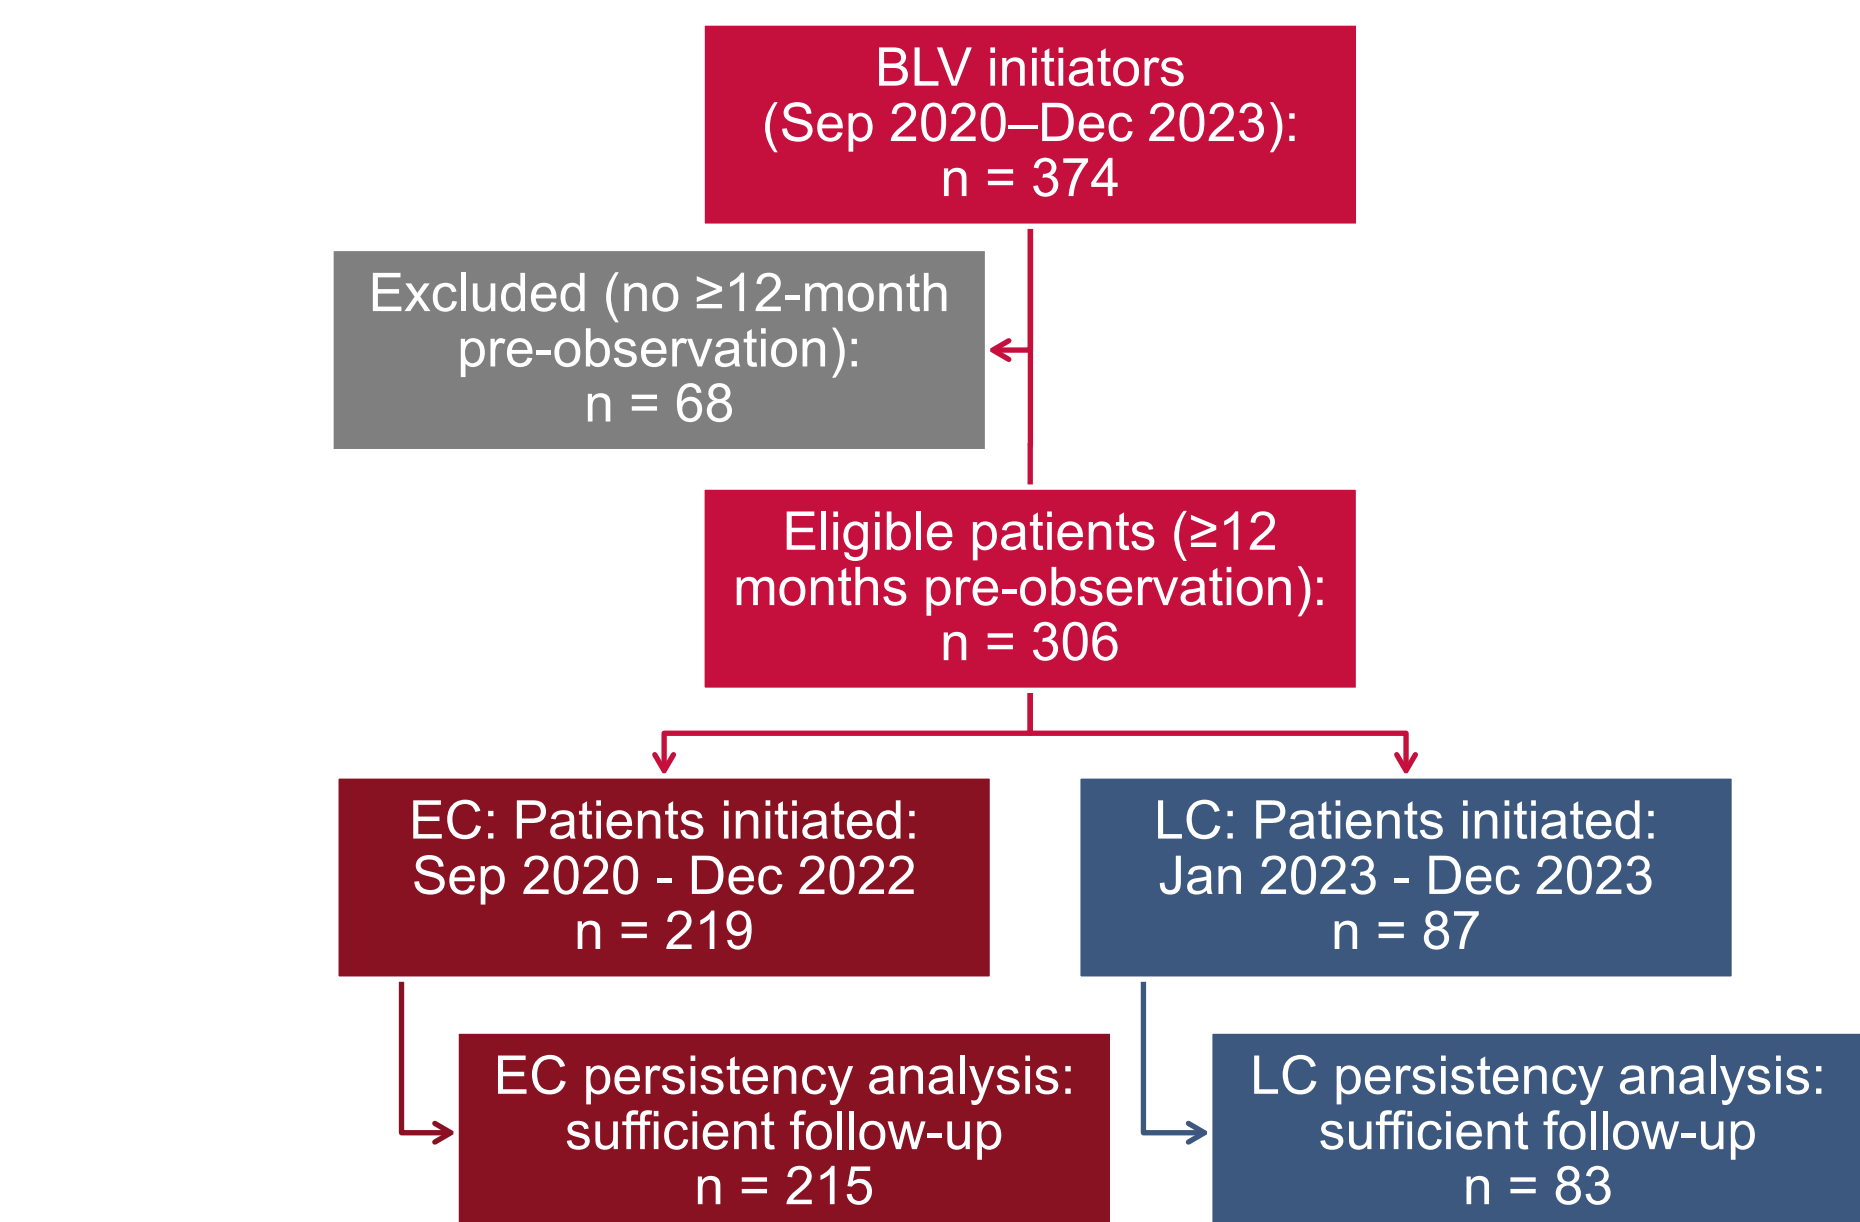 BLV initiators
(Sep 2020–Dec 2023):
n = 374
Excluded (no ≥12-month
pre-observation):
n = 68
Eligible patients (≥12
months pre-observation):
n = 306
EC: Patients initiated:
Sep 2020 - Dec 2022
n = 219
LC: Patients initiated:
Jan 2023 - Dec 2023
n = 87
EC persistency analysis:
sufficient follow-up
n = 215
LC persistency analysis:
sufficient follow-up
n = 83